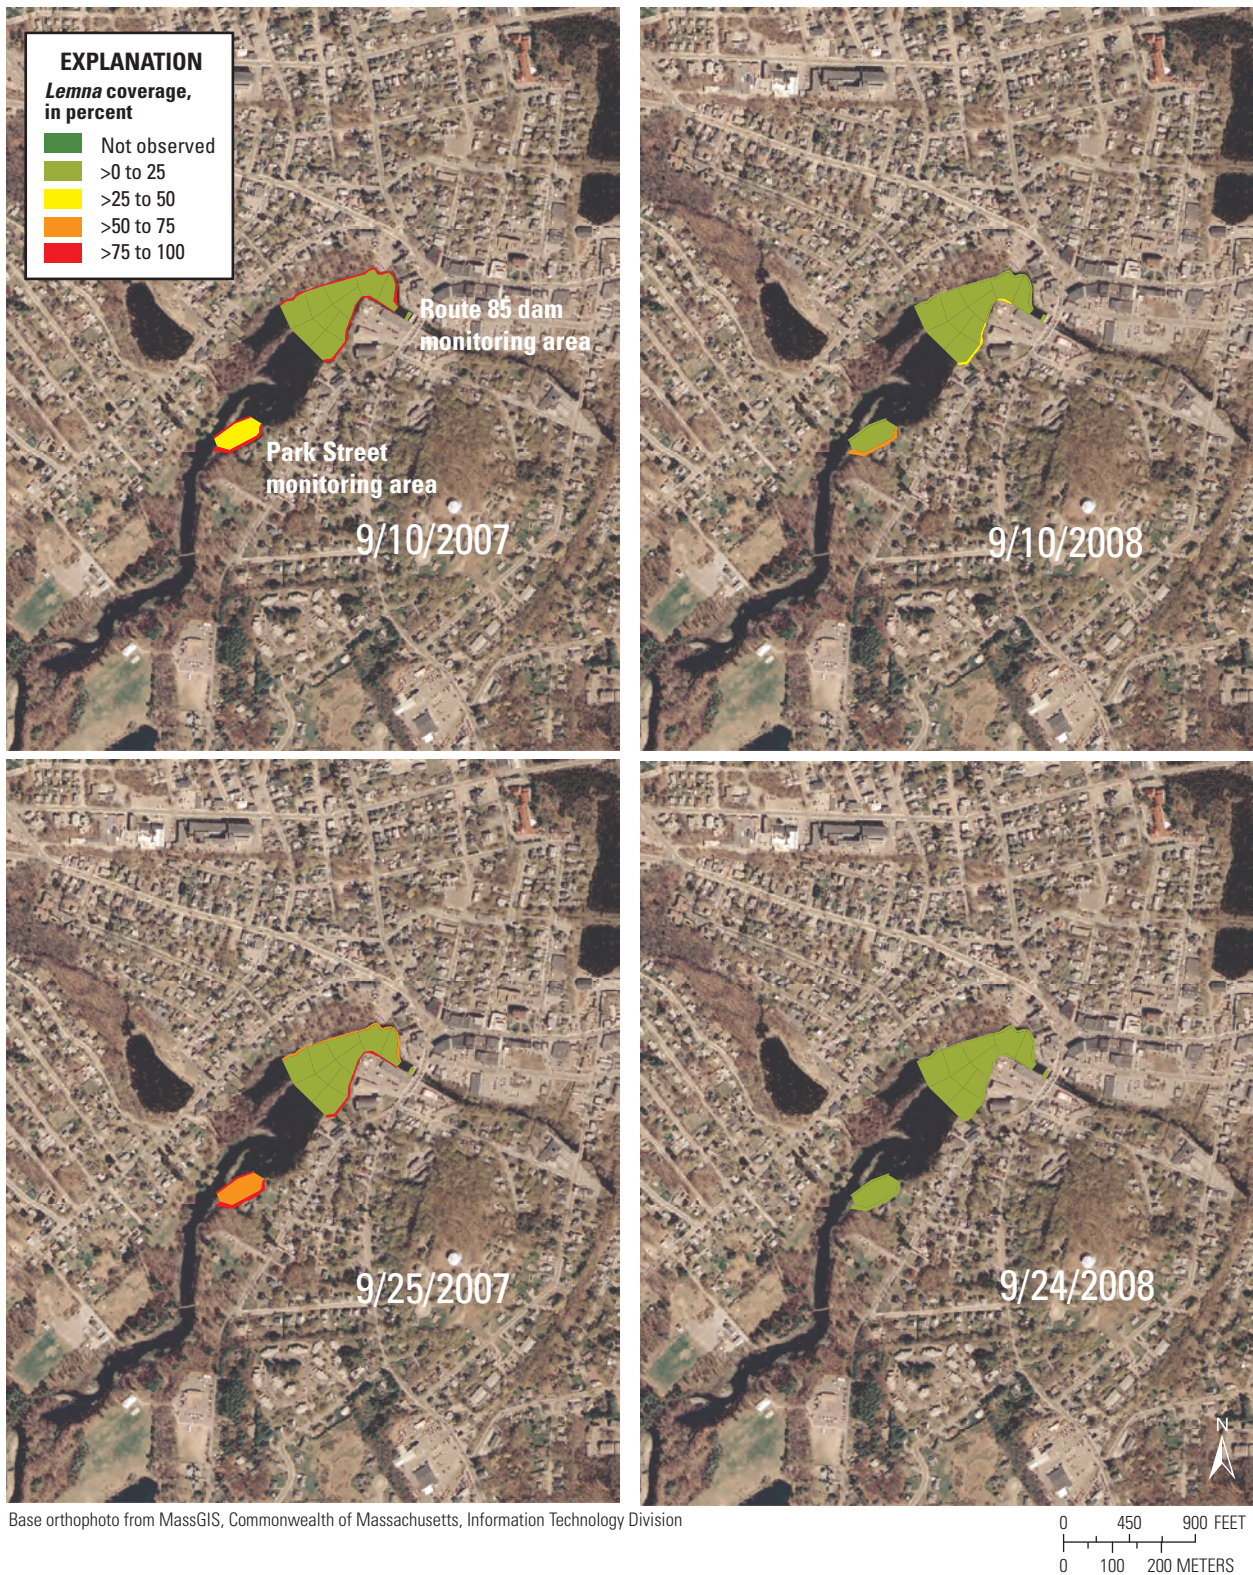 EXPLANATION
Lemna coverage,
in percent
Not observed
>0 to 25
>25 to 50
>50 to 75
>75 to 100
Route 85 dam
monitoring area
Park Street
monitoring area
9/10/2007
9/10/2008
9/25/2007
9/24/2008
N
Base orthophoto from MassGIS, Commonwealth of Massachusetts, Information Technology Division
0 450 900 FEET
0 100 200 METERS